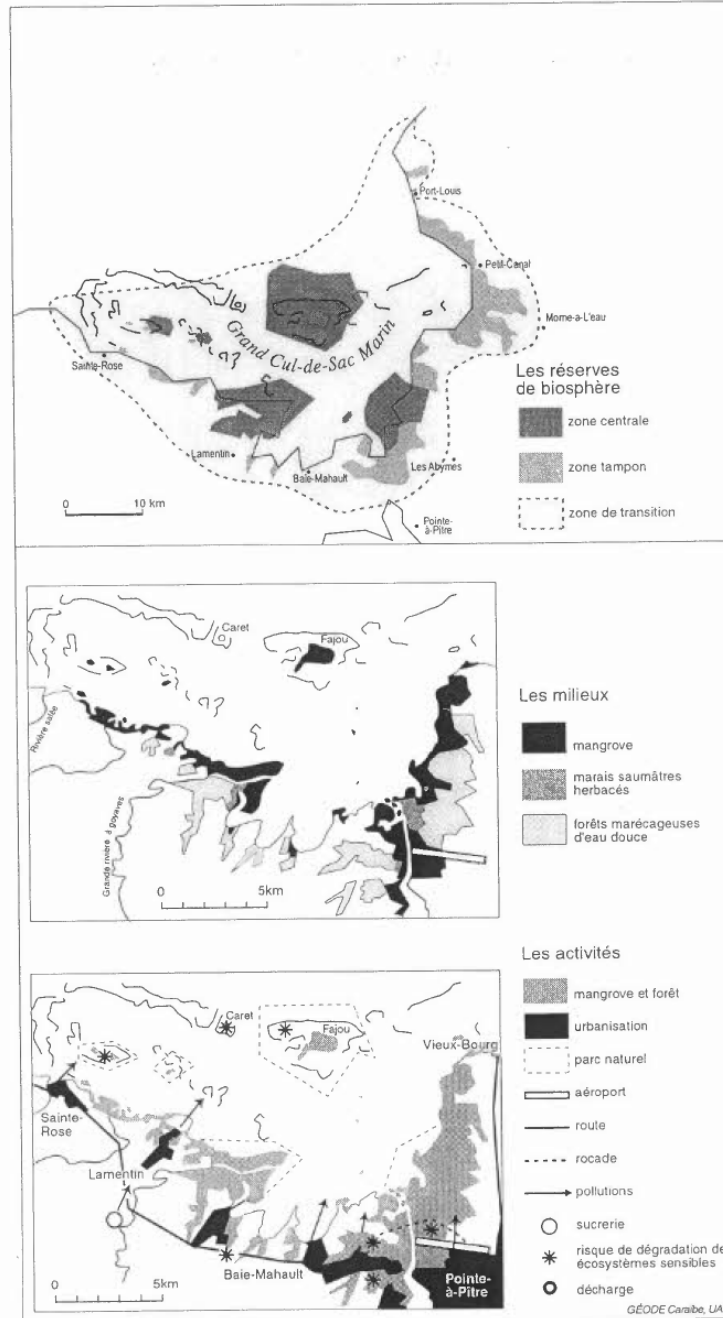 Port-Louis
Petit-Canal
Morne-à-L'eau
Grand Cul-de-Sac Marin
Sainte-Rose
Lamentin
Baie-Mahault
Les Abymes
Pointe-
à-Pître
0 10 km
Les réserves
de biosphère
zone centrale
zone tampon
zone de transition
Caret
Fajou
Rivière salée
Grande rivière à goyaves
0 5km
Les milieux
mangrove
marais saumâtres
herbacés
forêts marécageuses
d'eau douce
Caret
Fajou
Vieux-Bourg
Sainte-
Rose
Lamentin
Baie-Mahault
Pointe-
à-Pître
0 5km
Les activités
mangrove et forêt
urbanisation
parc naturel
aéroport
route
rocade
pollutions
sucrerie
risque de dégradation de
écosystèmes sensibles
décharge
GÉODE Caraïbe, UA